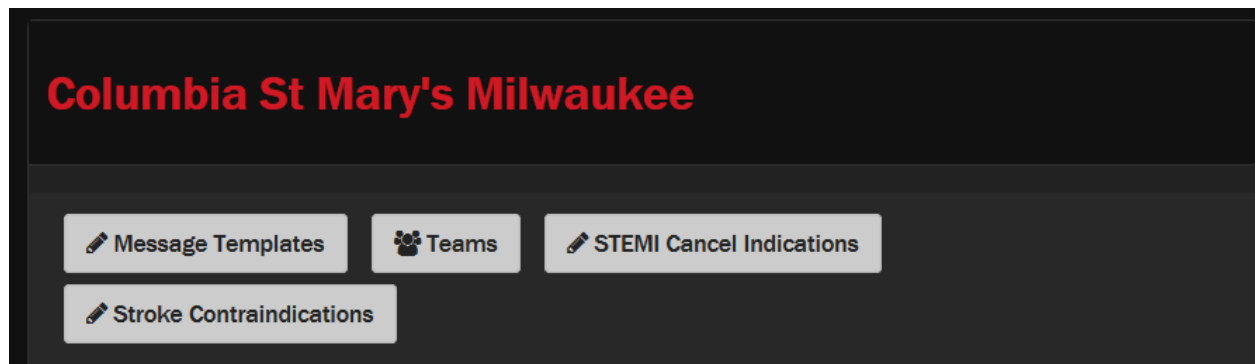 Columbia St Mary's Milwaukee
Message Templates Teams STEMI Cancel Indications
Stroke Contraindications